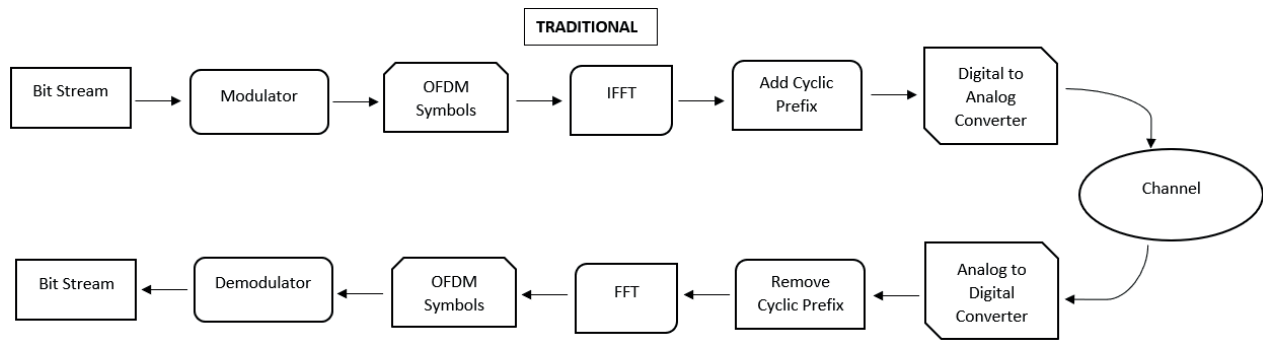 TRADITIONAL
Bit Stream
Modulator
OFDM
Symbols
IFFT
Add Cyclic
Prefix
Digital to
Analog
Converter
Channel
Bit Stream
Demodulator
OFDM
Symbols
FFT
Remove
Cyclic Prefix
Analog to
Digital
Converter